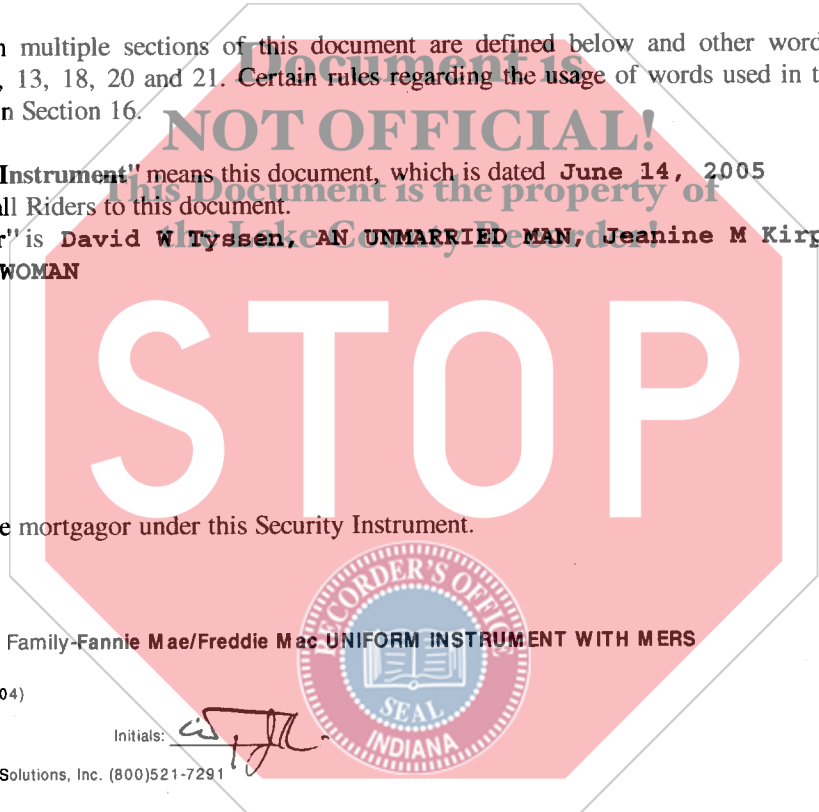 multiple sections of this document are defined below and other word
, 13, 18, 20 and 21. Certain rules regarding the usage of words used in t
n Section 16.
Document is
NOT OFFICIAL!
This Document is the property of
the Lake County Recorder!
Instrument" means this document, which is dated June 14, 2005
ll Riders to this document.
r" is David W Tyssen, AN UNMARRIED MAN, Jeanine M Kirp
WOMAN
STOP
e mortgagor under this Security Instrument.
RECORDER'S OFFICE
SEAL
INDIANA
Family-Fannie Mae/Freddie Mac UNIFORM INSTRUMENT WITH MERS
04)
Initials:
Solutions, Inc. (800)521-7291